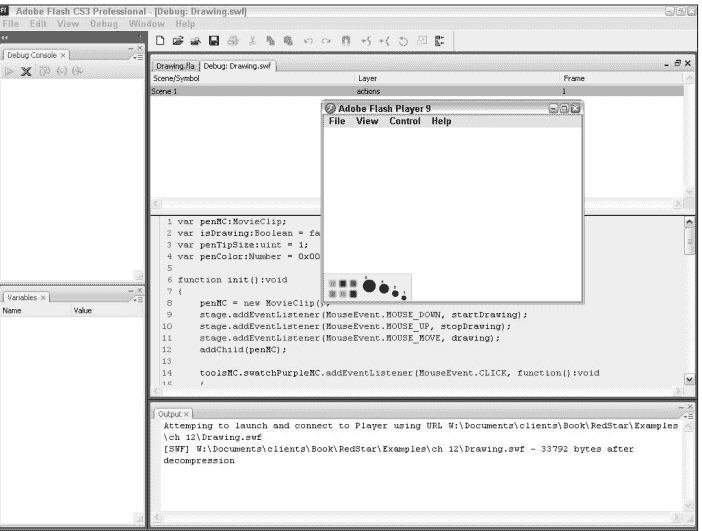 Fl Adobe Flash CS3 Professional - [Debug: Drawing.swf]
File Edit View Debug Window Help
Debug Console ×
Drawing.fla Debug: Drawing.swf
Scene/Symbol Layer Frame
Scene 1 actions 1
Adobe Flash Player 9
File View Control Help
1 var penMC:MovieClip;
2 var isDrawing:Boolean = fa
3 var penTipSize:uint = 1;
4 var penColor:Number = 0x00
5
6 function init():void
7 {
8 penMC = new MovieClip();
9 stage.addEventListener(MouseEvent.MOUSE_DOWN, startDrawing);
10 stage.addEventListener(MouseEvent.MOUSE_UP, stopDrawing);
11 stage.addEventListener(MouseEvent.MOUSE_MOVE, drawing);
12 addChild(penMC);
13
14 toolsMC.swatchPurpleMC.addEventListener(MouseEvent.CLICK, function():void
15 {
Variables ×
Name Value
Output ×
Attemping to launch and connect to Player using URL W:\Documents\clients\Book\RedStar\Examples
\ch 12\Drawing.swf
[SWF] W:\Documents\clients\Book\RedStar\Examples\ch 12\Drawing.swf - 33792 bytes after
decompression